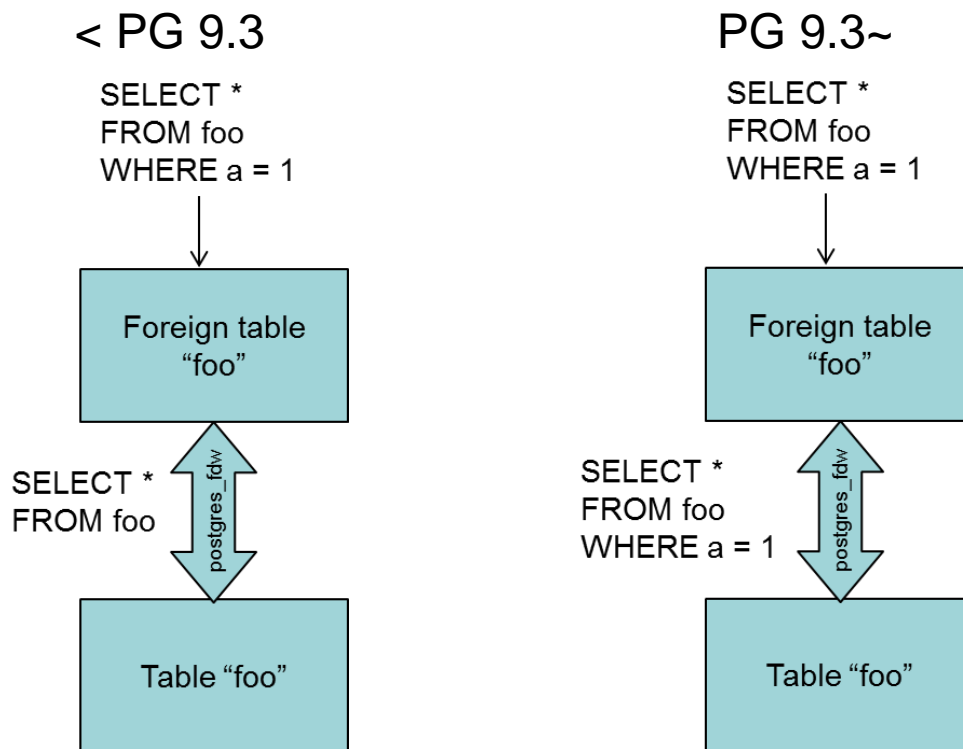 < PG 9.3
SELECT *
FROM foo
WHERE a = 1
Foreign table
“foo”
SELECT *
FROM foo
postgres_fdw
Table “foo”
PG 9.3~
SELECT *
FROM foo
WHERE a = 1
Foreign table
“foo”
SELECT *
FROM foo
WHERE a = 1
postgres_fdw
Table “foo”